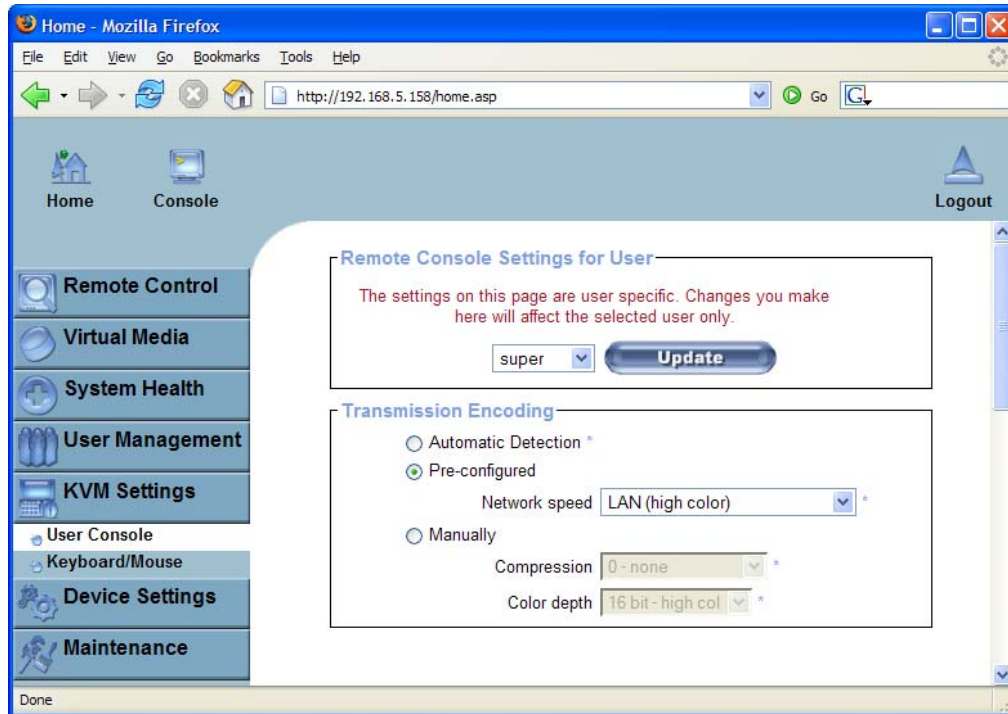 Home - Mozilla Firefox
File Edit View Go Bookmarks Tools Help
http://192.168.5.158/home.asp
Go
G
Home
Console
Logout
Remote Control
Virtual Media
System Health
User Management
KVM Settings
User Console
Keyboard/Mouse
Device Settings
Maintenance
Remote Console Settings for User
The settings on this page are user specific. Changes you make
here will affect the selected user only.
super
Update
Transmission Encoding
Automatic Detection *
Pre-configured
Network speed LAN (high color) *
Manually
Compression 0 - none *
Color depth 16 bit - high col *
Done